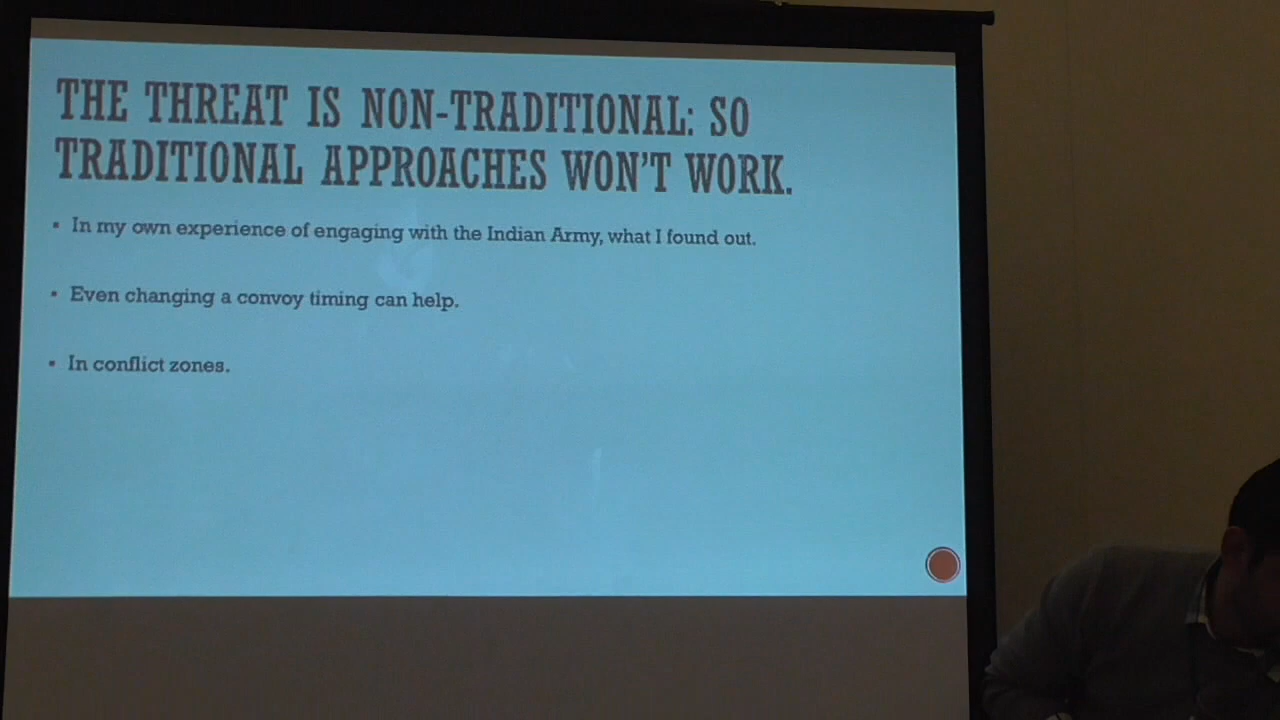 THE THREAT IS NON-TRADITIONAL: SO
TRADITIONAL APPROACHES WON'T WORK.
▪ In my own experience of engaging with the Indian Army, what I found out.
▪ Even changing a convoy timing can help.
▪ In conflict zones.